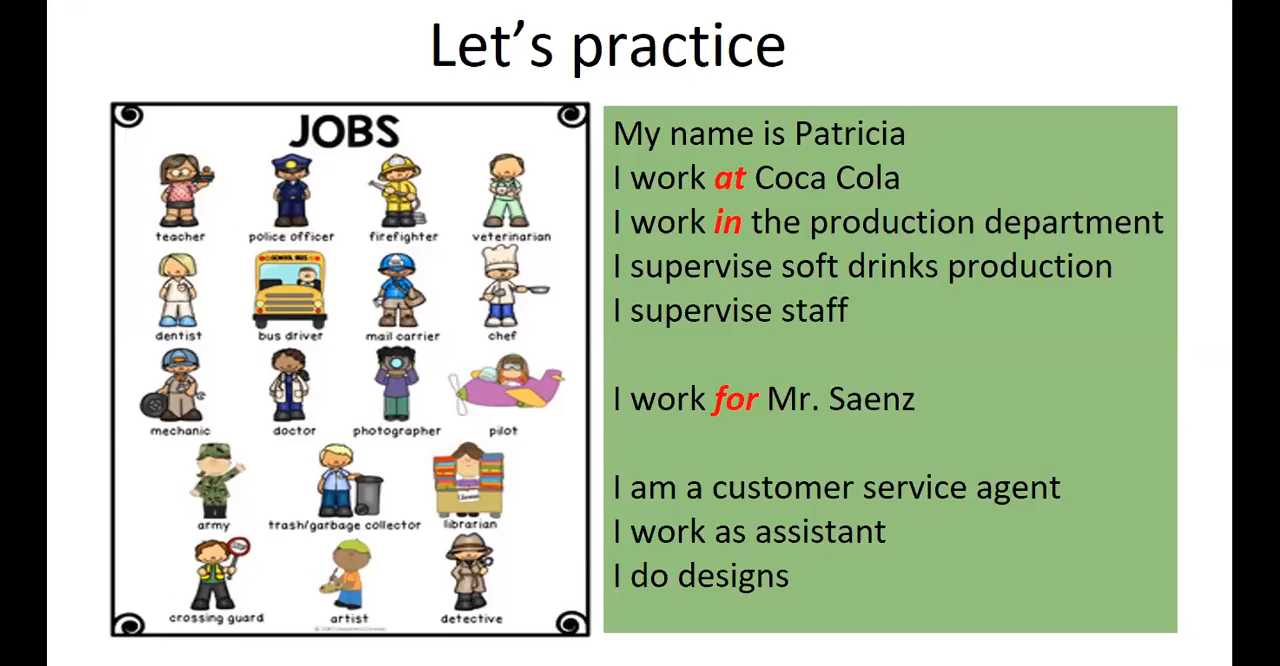 Let's practice
JOBS
teacher police officer firefighter veterinarian
SCHOOL BUS
dentist bus driver mail carrier chef
mechanic doctor photographer pilot
army trash/garbage collector librarian
crossing guard artist detective
My name is Patricia
I work at Coca Cola
I work in the production department
I supervise soft drinks production
I supervise staff
I work for Mr. Saenz
I am a customer service agent
I work as assistant
I do designs